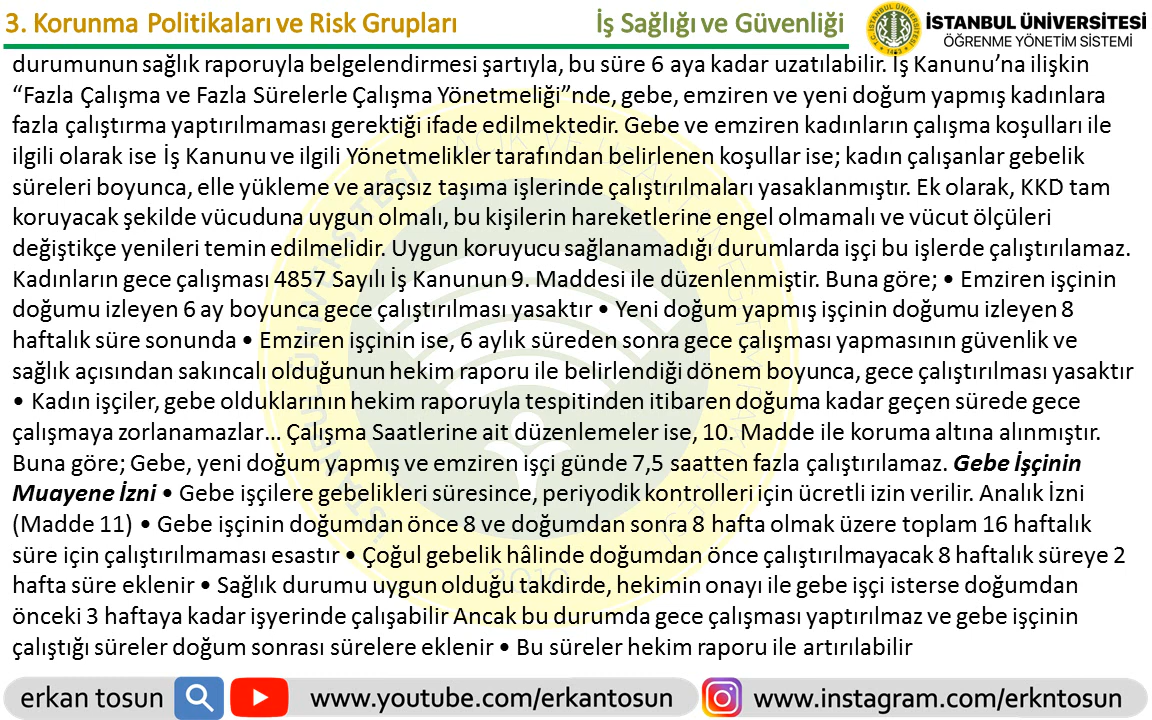 3. Korunma Politikaları ve Risk Grupları
İş Sağlığı ve Güvenliği
İSTANBUL ÜNİVERSİTESİ
ÖĞRENME YÖNETİM SİSTEMİ
durumunun sağlık raporuyla belgelendirmesi şartıyla, bu süre 6 aya kadar uzatılabilir. İş Kanunu’na ilişkin
“Fazla Çalışma ve Fazla Sürelerle Çalışma Yönetmeliği”nde, gebe, emziren ve yeni doğum yapmış kadınlara
fazla çalıştırma yaptırılmaması gerektiği ifade edilmektedir. Gebe ve emziren kadınların çalışma koşulları ile
ilgili olarak ise İş Kanunu ve ilgili Yönetmelikler tarafından belirlenen koşullar ise; kadın çalışanlar gebelik
süreleri boyunca, elle yükleme ve araçsız taşıma işlerinde çalıştırılmaları yasaklanmıştır. Ek olarak, KKD tam
koruyacak şekilde vücuduna uygun olmalı, bu kişilerin hareketlerine engel olmamalı ve vücut ölçüleri
değiştikçe yenileri temin edilmelidir. Uygun koruyucu sağlanamadığı durumlarda işçi bu işlerde çalıştırılamaz.
Kadınların gece çalışması 4857 Sayılı İş Kanunun 9. Maddesi ile düzenlenmiştir. Buna göre; • Emziren işçinin
doğumu izleyen 6 ay boyunca gece çalıştırılması yasaktır • Yeni doğum yapmış işçinin doğumu izleyen 8
haftalık süre sonunda • Emziren işçinin ise, 6 aylık süreden sonra gece çalışması yapmasının güvenlik ve
sağlık açısından sakıncalı olduğunun hekim raporu ile belirlendiği dönem boyunca, gece çalıştırılması yasaktır
• Kadın işçiler, gebe olduklarının hekim raporuyla tespitinden itibaren doğuma kadar geçen sürede gece
çalışmaya zorlanamazlar... Çalışma Saatlerine ait düzenlemeler ise, 10. Madde ile koruma altına alınmıştır.
Buna göre; Gebe, yeni doğum yapmış ve emziren işçi günde 7,5 saatten fazla çalıştırılamaz. Gebe İşçinin
Muayene İzni • Gebe işçilere gebelikleri süresince, periyodik kontrolleri için ücretli izin verilir. Analık İzni
(Madde 11) • Gebe işçinin doğumdan önce 8 ve doğumdan sonra 8 hafta olmak üzere toplam 16 haftalık
süre için çalıştırılmaması esastır • Çoğul gebelik hâlinde doğumdan önce çalıştırılmayacak 8 haftalık süreye 2
hafta süre eklenir • Sağlık durumu uygun olduğu takdirde, hekimin onayı ile gebe işçi isterse doğumdan
önceki 3 haftaya kadar işyerinde çalışabilir Ancak bu durumda gece çalışması yaptırılmaz ve gebe işçinin
çalıştığı süreler doğum sonrası sürelere eklenir • Bu süreler hekim raporu ile artırılabilir
erkan tosun
www.youtube.com/erkantosun
www.instagram.com/erkntosun